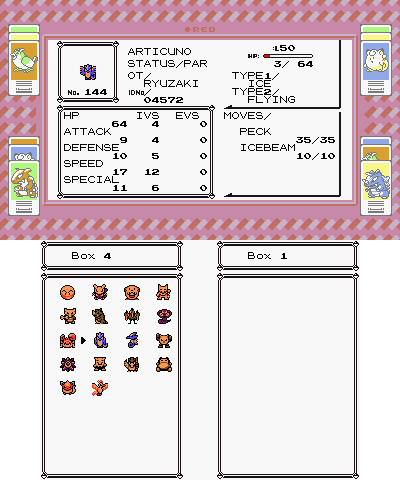 RED
ARTICUNO
STATUS/PAR
OT/
RYUZAKI
No. 144
IDNo/
04572
:L50
HP:
3/ 64
TYPE1/
ICE
TYPE2/
FLYING
HP IVS EVS
64 4 0
ATTACK
9 4 0
DEFENSE
10 5 0
SPEED
17 12 0
SPECIAL
11 6 0
MOVES/
PECK
35/35
ICEBEAM
10/10
Box 4
Box 1